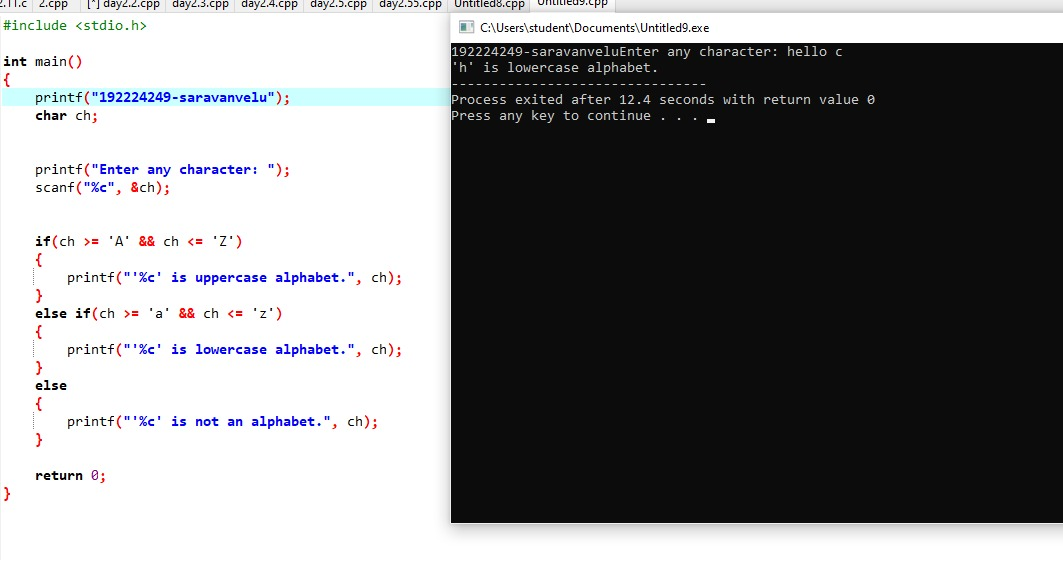 2.11.c 2.cpp [*] day2.2.cpp day2.3.cpp day2.4.cpp day2.5.cpp day2.55.cpp Untitled8.cpp Untitled9.cpp
#include <stdio.h>
int main()
{
printf("192224249-saravanvelu");
char ch;
printf("Enter any character: ");
scanf("%c", &ch);
if(ch >= 'A' && ch <= 'Z')
{
printf("'%c' is uppercase alphabet.", ch);
}
else if(ch >= 'a' && ch <= 'z')
{
printf("'%c' is lowercase alphabet.", ch);
}
else
{
printf("'%c' is not an alphabet.", ch);
}
return 0;
}
C:\Users\student\Documents\Untitled9.exe
192224249-saravanveluEnter any character: hello c
'h' is lowercase alphabet.
--------------------------------
Process exited after 12.4 seconds with return value 0
Press any key to continue . . .